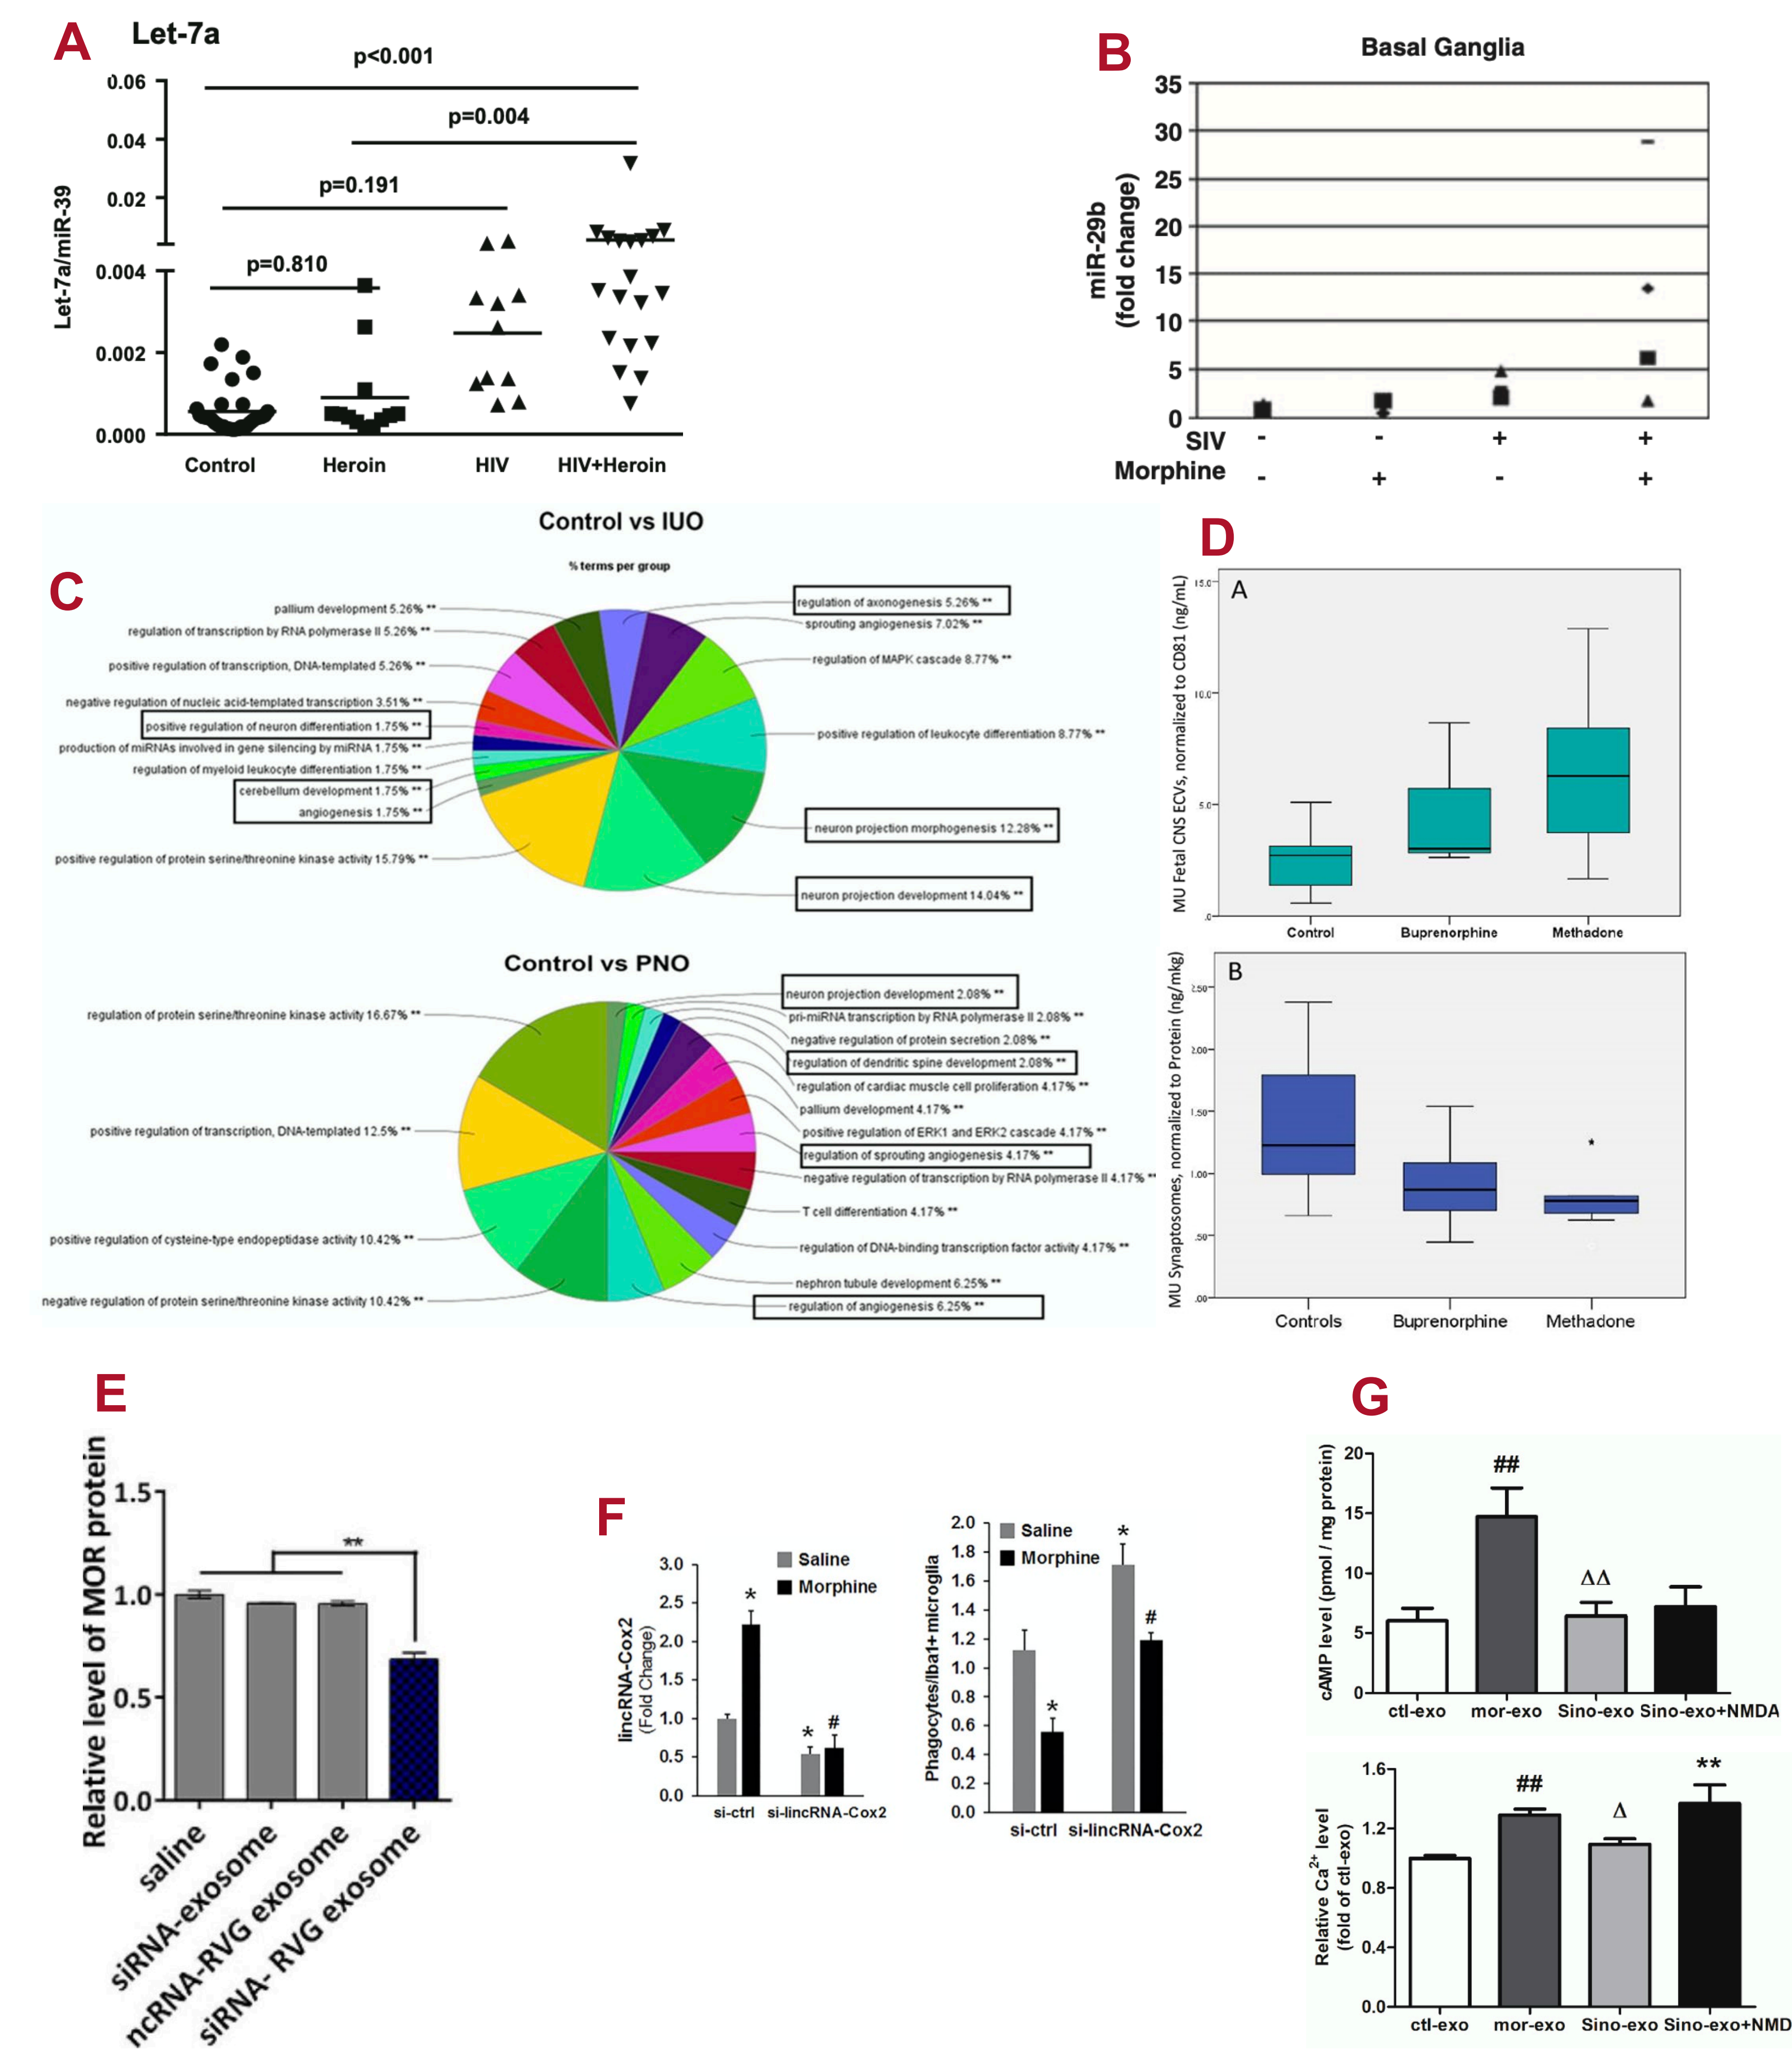 A
Let-7a
p<0.001
p=0.004
p=0.191
p=0.810
Let-7a/miR-39
0.06
0.04
0.02
0.004
0.002
0.000
Control
Heroin
HIV
HIV+Heroin
B
Basal Ganglia
miR-29b
(fold change)
35
30
25
20
15
10
5
0
SIV - - + +
Morphine - + - +
C
Control vs IUO
% terms per group
pallium development 5.26% **
regulation of transcription by RNA polymerase II 5.26% **
positive regulation of transcription, DNA-templated 5.26% **
negative regulation of nucleic acid-templated transcription 3.51% **
positive regulation of neuron differentiation 1.75% **
production of miRNAs involved in gene silencing by miRNA 1.75% **
regulation of myeloid leukocyte differentiation 1.75% **
cerebellum development 1.75% **
angiogenesis 1.75% **
positive regulation of protein serine/threonine kinase activity 15.79% **
regulation of axonogenesis 5.26% **
sprouting angiogenesis 7.02% **
regulation of MAPK cascade 8.77% **
positive regulation of leukocyte differentiation 8.77% **
neuron projection morphogenesis 12.28% **
neuron projection development 14.04% **
Control vs PNO
regulation of protein serine/threonine kinase activity 16.67% **
positive regulation of transcription, DNA-templated 12.5% **
positive regulation of cysteine-type endopeptidase activity 10.42% **
negative regulation of protein serine/threonine kinase activity 10.42% **
neuron projection development 2.08% **
pri-miRNA transcription by RNA polymerase II 2.08% **
negative regulation of protein secretion 2.08% **
regulation of dendritic spine development 2.08% **
regulation of cardiac muscle cell proliferation 4.17% **
pallium development 4.17% **
positive regulation of ERK1 and ERK2 cascade 4.17% **
regulation of sprouting angiogenesis 4.17% **
negative regulation of transcription by RNA polymerase II 4.17% **
T cell differentiation 4.17% **
regulation of DNA-binding transcription factor activity 4.17% **
nephron tubule development 6.25% **
regulation of angiogenesis 6.25% **
D
A
MU Fetal CNS ECVs, normalized to CD81 (ng/mL)
15.0
10.0
5.0
.0
Control
Buprenorphine
Methadone
B
MU Synaptosomes, normalized to Protein (ng/mkg)
2.50
2.00
1.50
1.00
.50
.00
*
Controls
Buprenorphine
Methadone
E
Relative level of MOR protein
1.5
1.0
0.5
0.0
**
saline
siRNA-exosome
ncRNA-RVG exosome
siRNA- RVG exosome
F
lincRNA-Cox2
(Fold Change)
3.0
2.5
2.0
1.5
1.0
0.5
0.0
Saline
Morphine
*
*
#
si-ctrl
si-lincRNA-Cox2
Phagocytes/Iba1+microglia
2.0
1.8
1.6
1.4
1.2
1.0
0.8
0.6
0.4
0.2
0.0
Saline
Morphine
*
*
#
si-ctrl
si-lincRNA-Cox2
G
cAMP level (pmol / mg protein)
20
15
10
5
0
##
ΔΔ
ctl-exo
mor-exo
Sino-exo
Sino-exo+NMDA
Relative Ca2+ level
(fold of ctl-exo)
1.6
1.2
0.8
0.4
0.0
##
Δ
**
ctl-exo
mor-exo
Sino-exo
Sino-exo+NMD